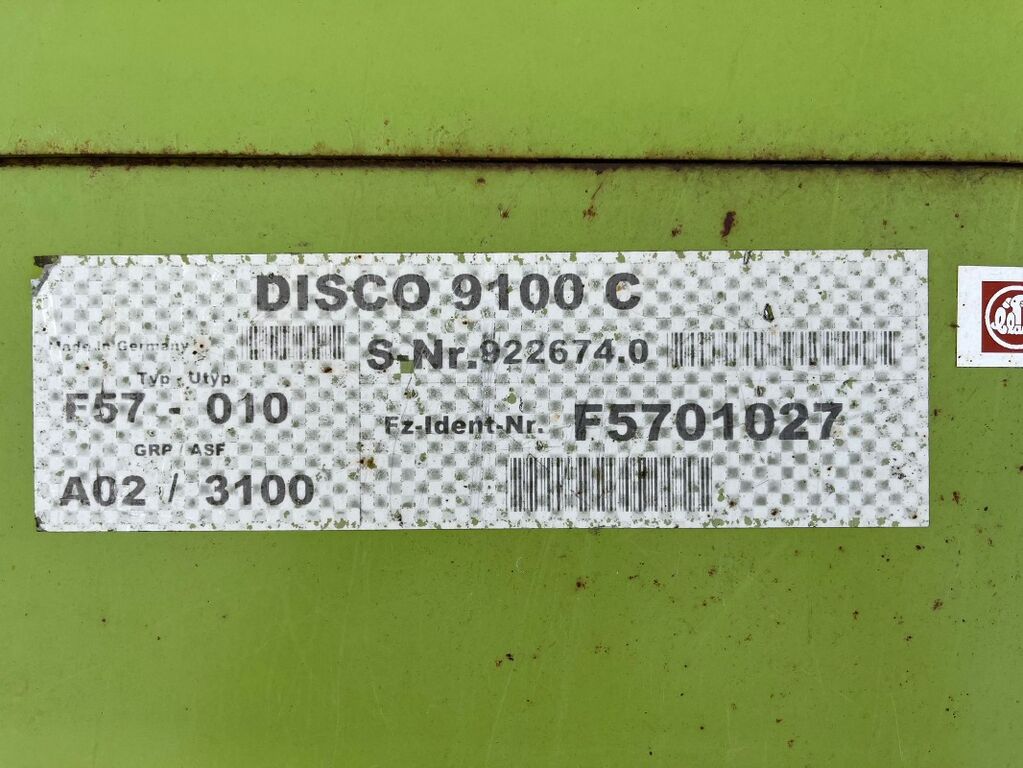 DISCO 9100 C
Made in Germany
S-Nr.922674.0
Typ - Utyp
F57 - 010
Fz-Ident-Nr. F5701027
GRP / ASF
A02 / 3100